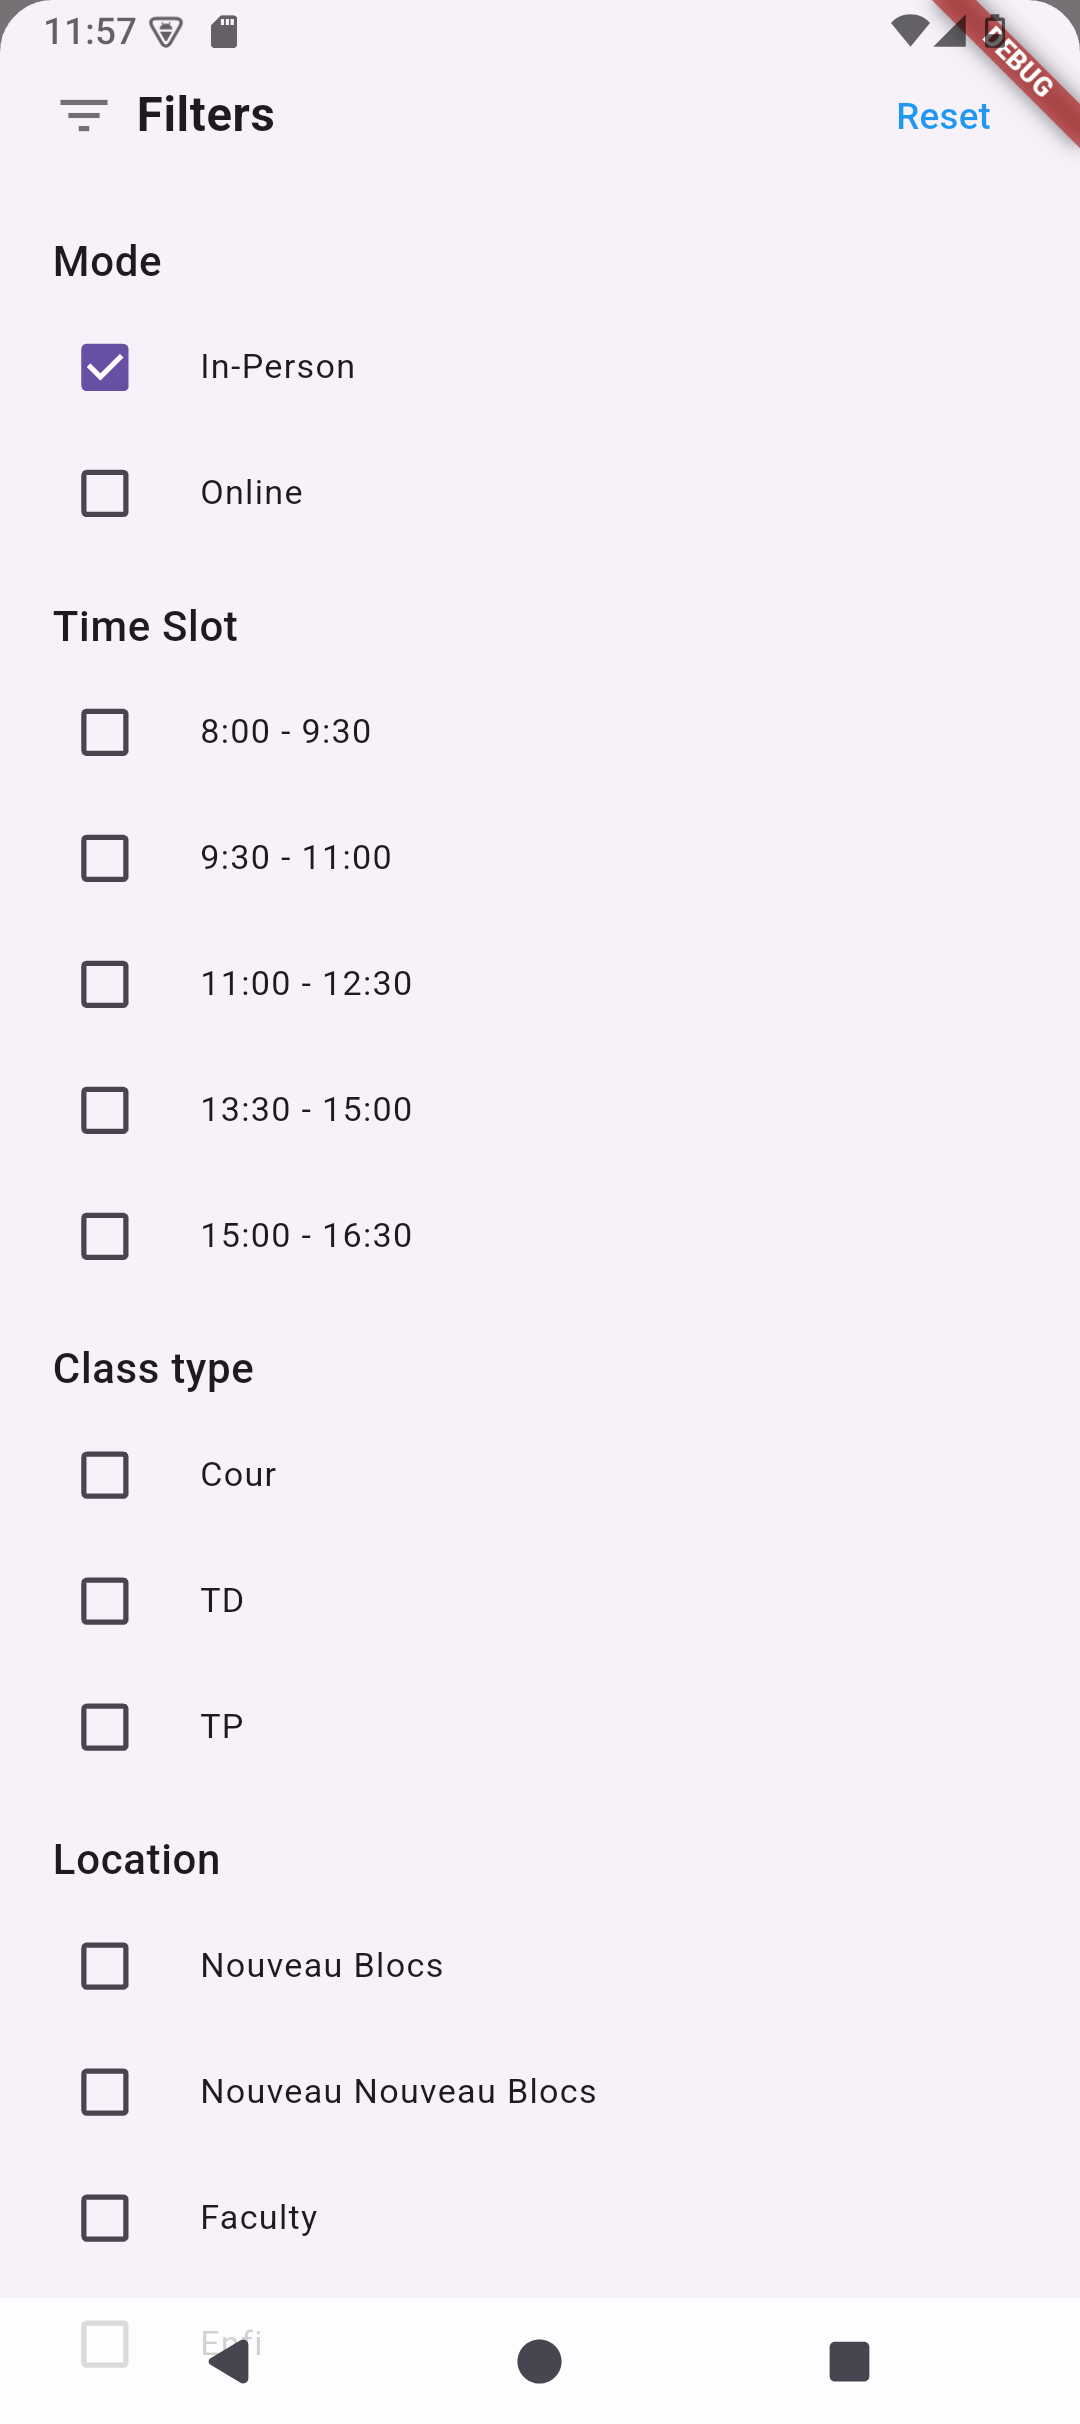 11:57
DEBUG
Filters
Reset
Mode
In-Person
Online
Time Slot
8:00 - 9:30
9:30 - 11:00
11:00 - 12:30
13:30 - 15:00
15:00 - 16:30
Class type
Cour
TD
TP
Location
Nouveau Blocs
Nouveau Nouveau Blocs
Faculty